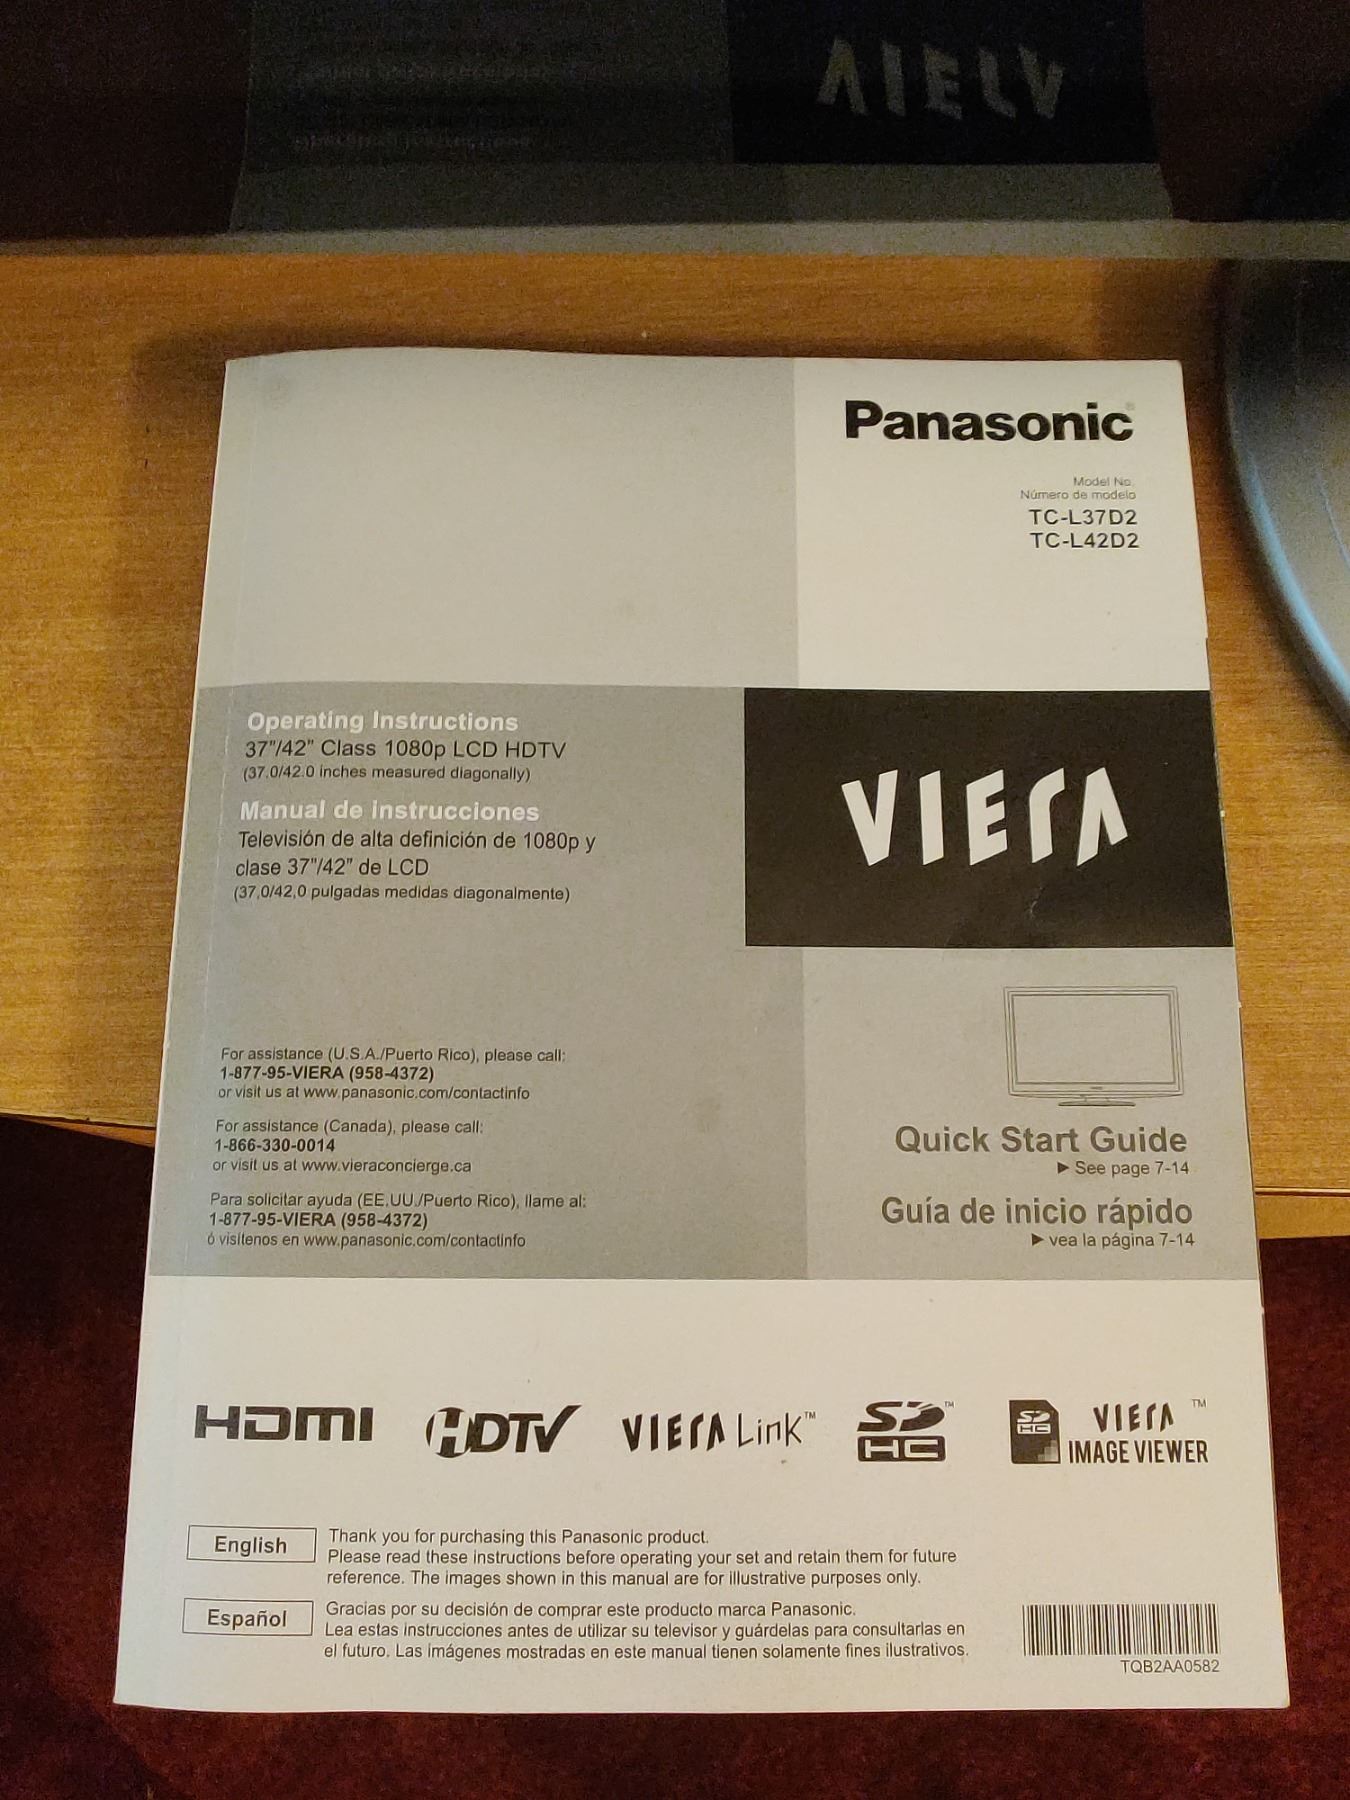 Panasonic®
Model No.
Número de modelo
TC-L37D2
TC-L42D2
Operating Instructions
37"/42" Class 1080p LCD HDTV
(37.0/42.0 inches measured diagonally)
Manual de instrucciones
Televisión de alta definición de 1080p y
clase 37"/42" de LCD
(37,0/42,0 pulgadas medidas diagonalmente)
VIERA
For assistance (U.S.A./Puerto Rico), please call:
1-877-95-VIERA (958-4372)
or visit us at www.panasonic.com/contactinfo
For assistance (Canada), please call:
1-866-330-0014
or visit us at www.vieraconcierge.ca
Para solicitar ayuda (EE.UU./Puerto Rico), llame al:
1-877-95-VIERA (958-4372)
ó visítenos en www.panasonic.com/contactinfo
Quick Start Guide
▶ See page 7-14
Guía de inicio rápido
▶ vea la página 7-14
HDMI HDTV VIERA Link™ SD HC™ SD HC VIERA™ IMAGE VIEWER
English
Thank you for purchasing this Panasonic product.
Please read these instructions before operating your set and retain them for future
reference. The images shown in this manual are for illustrative purposes only.
Español
Gracias por su decisión de comprar este producto marca Panasonic.
Lea estas instrucciones antes de utilizar su televisor y guárdelas para consultarlas en
el futuro. Las imágenes mostradas en este manual tienen solamente fines ilustrativos.
TQB2AA0582